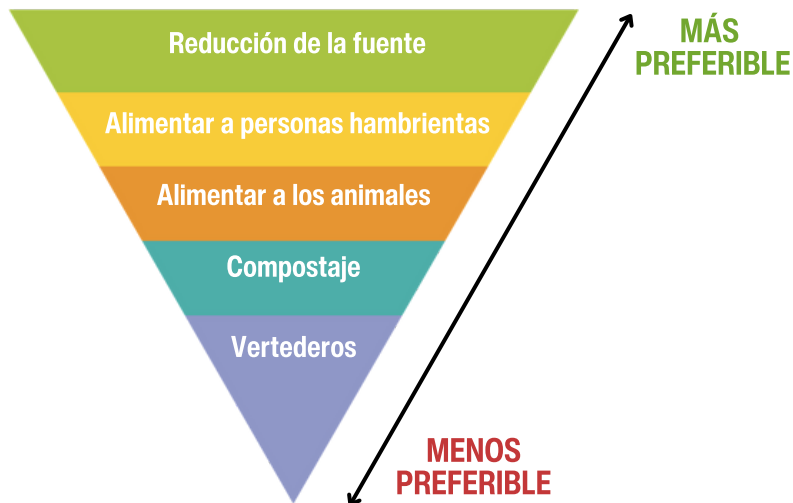 Reducción de la fuente
MÁS
PREFERIBLE
Alimentar a personas hambrientas
Alimentar a los animales
Compostaje
Vertederos
MENOS
PREFERIBLE